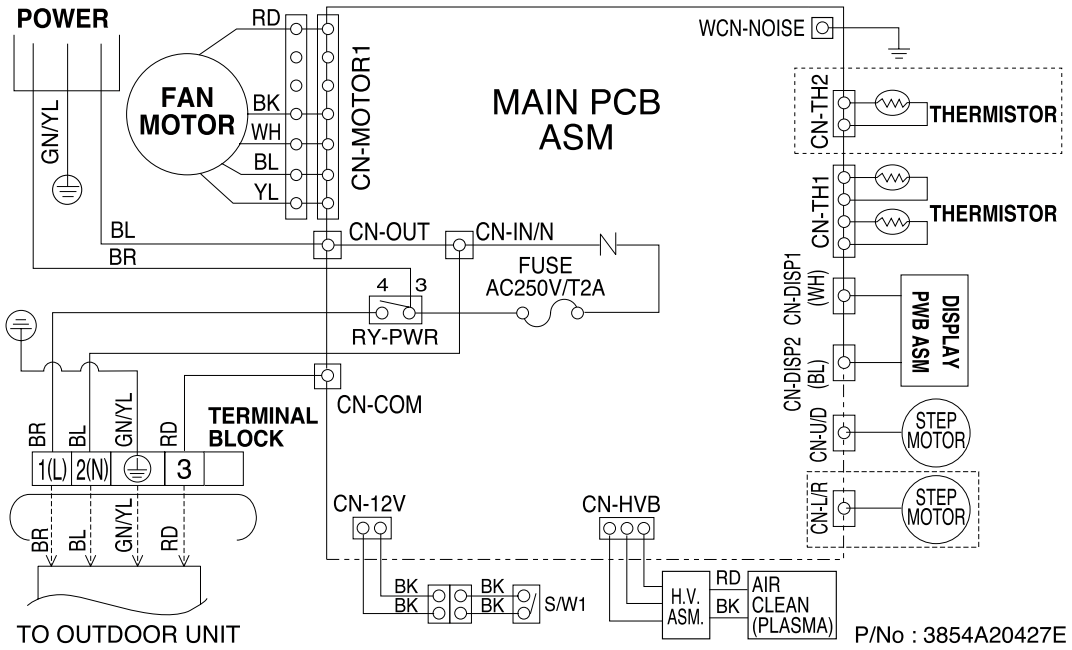 POWER
RD
WCN-NOISE
FAN
MOTOR
BK
WH
BL
YL
CN-MOTOR1
MAIN PCB
ASM
CN-TH2
THERMISTOR
GN/YL
CN-TH1
THERMISTOR
BL
BR
CN-OUT
CN-IN/N
N
FUSE
AC250V/T2A
4 3
RY-PWR
CN-DISP1
(WH)
CN-DISP2
(BL)
DISPLAY
PWB ASM
CN-COM
TERMINAL
BLOCK
BR
BL
GN/YL
RD
1(L)
2(N)
3
CN-U/D
STEP
MOTOR
CN-L/R
STEP
MOTOR
BR
BL
GN/YL
RD
CN-12V
CN-HVB
BK
BK
BK
BK
S/W1
H.V.
ASM.
RD
BK
AIR
CLEAN
(PLASMA)
TO OUTDOOR UNIT
P/No : 3854A20427E